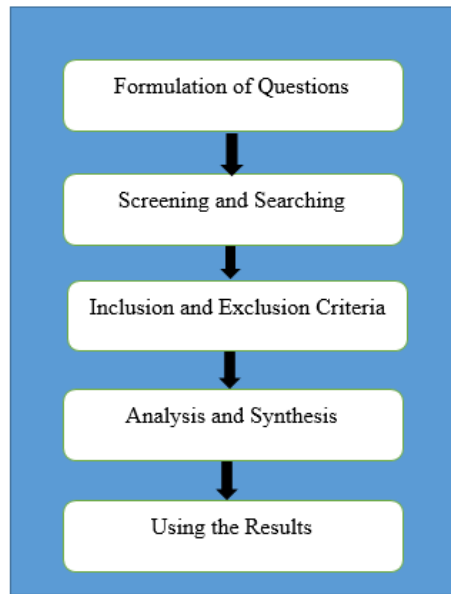 Formulation of Questions
Screening and Searching
Inclusion and Exclusion Criteria
Analysis and Synthesis
Using the Results